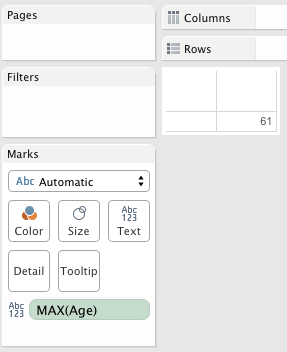 Pages
Columns
Rows
Filters
61
Marks
Abc Automatic
Abc
123
Color Size Text
Detail Tooltip
Abc
123
MAX(Age)